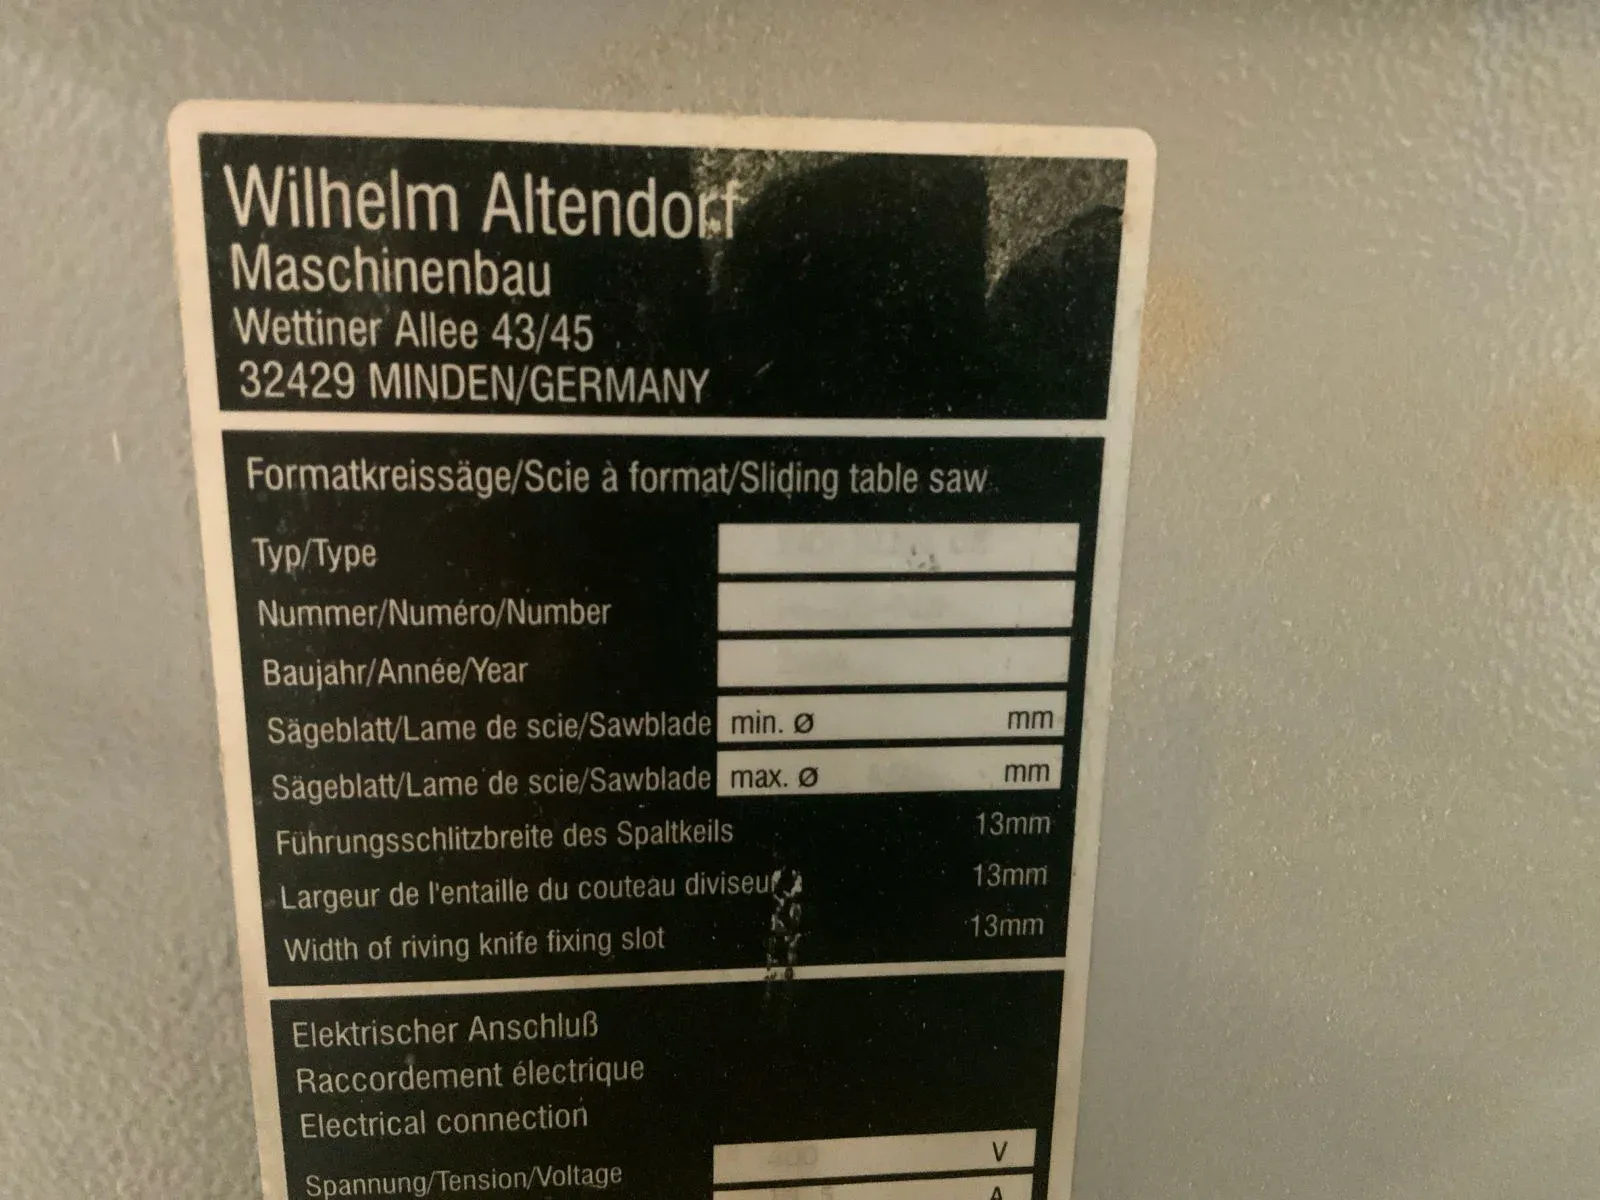 Wilhelm Altendorf
Maschinenbau
Wettiner Allee 43/45
32429 MINDEN/GERMANY
Formatkreissäge/Scie à format/Sliding table saw
Typ/Type
Nummer/Numéro/Number
Baujahr/Année/Year
Sägeblatt/Lame de scie/Sawblade min. Ø mm
Sägeblatt/Lame de scie/Sawblade max. Ø mm
Führungsschlitzbreite des Spaltkeils 13mm
Largeur de l'entaille du couteau diviseur 13mm
Width of riving knife fixing slot 13mm
Elektrischer Anschluß
Raccordement électrique
Electrical connection
Spannung/Tension/Voltage 400 V
A